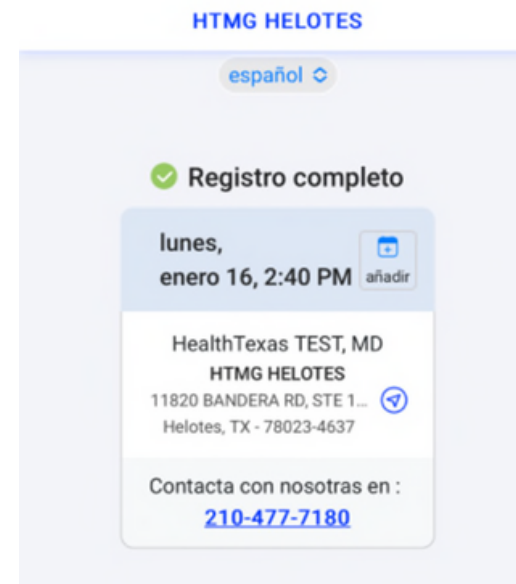 HTMG HELOTES
español
Registro completo
lunes,
enero 16, 2:40 PM
añadir
HealthTexas TEST, MD
HTMG HELOTES
11820 BANDERA RD, STE 1...
Helotes, TX - 78023-4637
Contacta con nosotras en :
210-477-7180